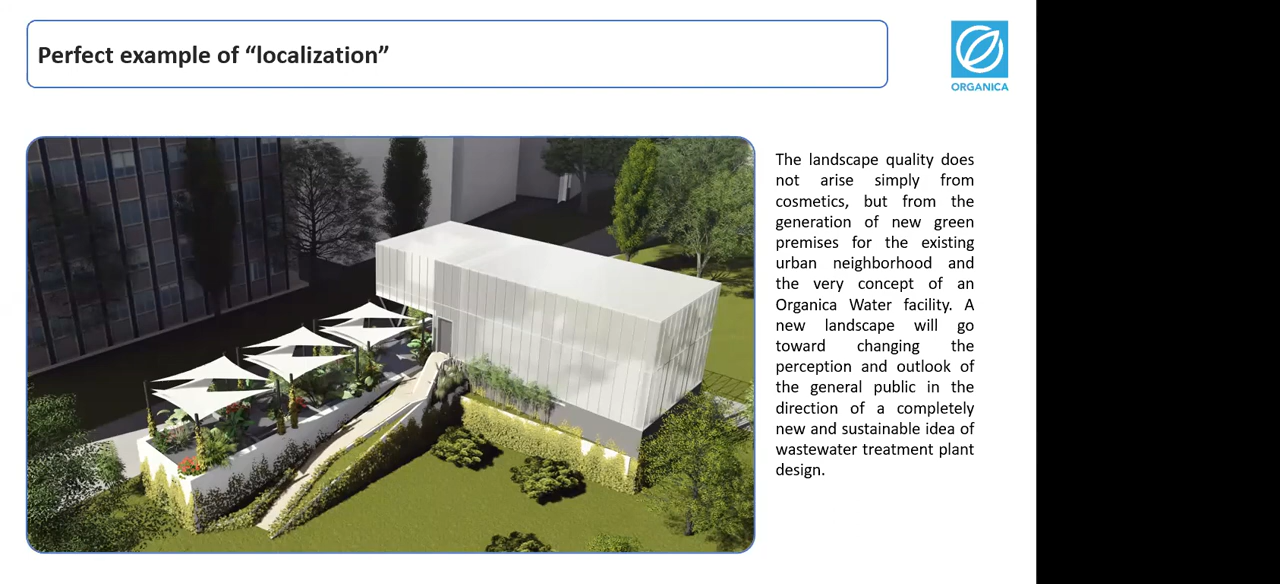 Perfect example of “localization”
ORGANICA
The landscape quality does
not arise simply from
cosmetics, but from the
generation of new green
premises for the existing
urban neighborhood and
the very concept of an
Organica Water facility. A
new landscape will go
toward changing the
perception and outlook of
the general public in the
direction of a completely
new and sustainable idea of
wastewater treatment plant
design.